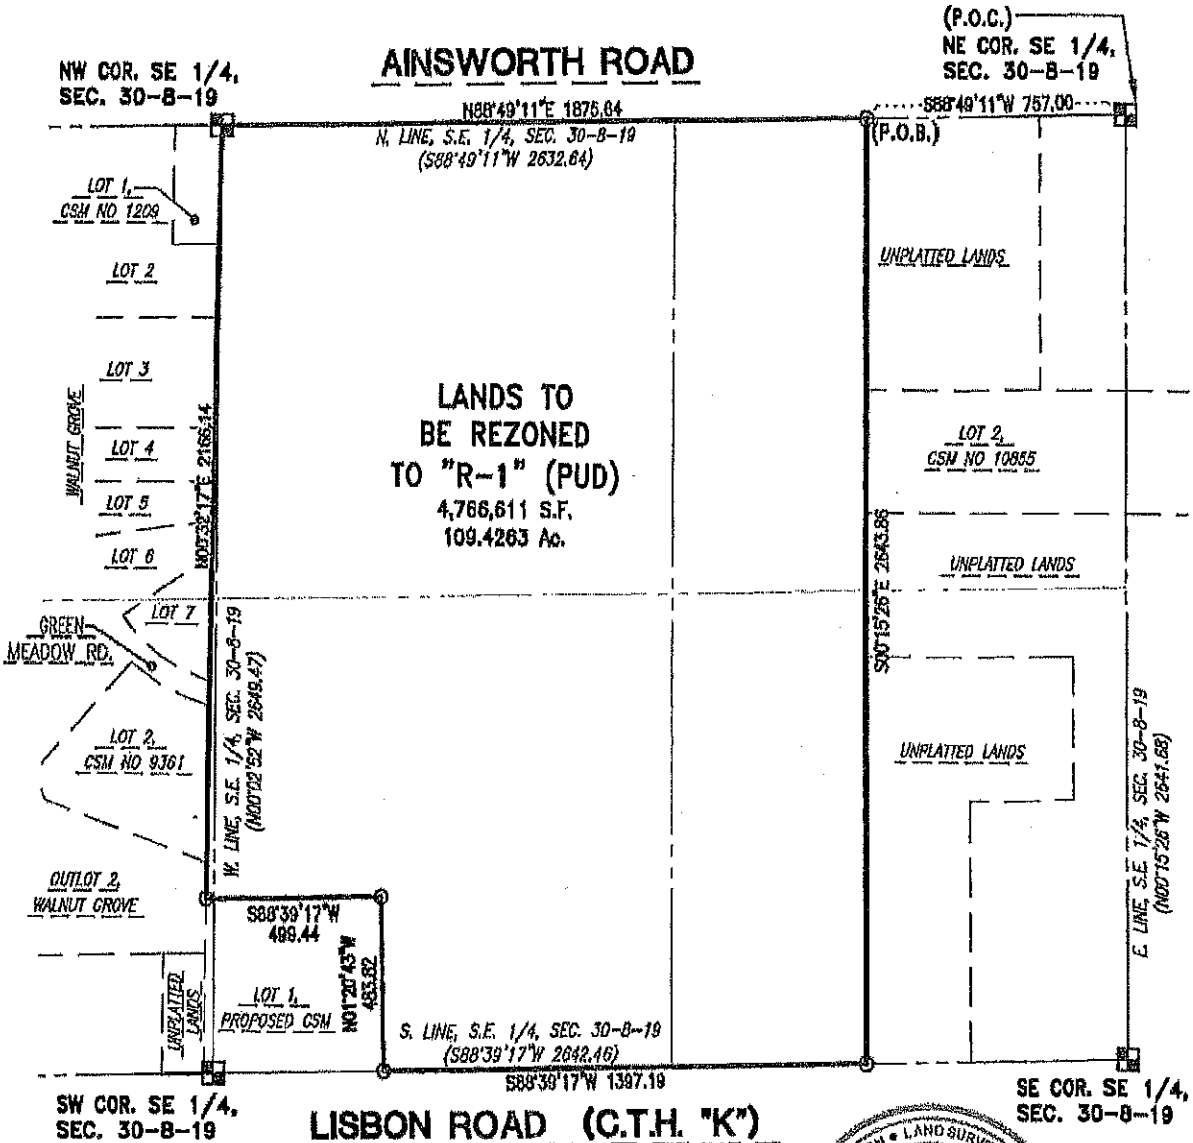 (P.O.C.)
NE COR. SE 1/4,
SEC. 30-8-19
AINSWORTH ROAD
NW COR. SE 1/4,
SEC. 30-8-19
N88°49'11"E 1875.64
S88°49'11"W 757.00
(P.O.B.)
N. LINE, S.E. 1/4, SEC. 30-8-19
(S88°49'11"W 2632.64)
LOT 1,
CSM NO 1209
LOT 2
UNPLATTED LANDS
LOT 3
WALNUT GROVE
LOT 4
LOT 5
LOT 6
N00°32'17"E 2166.14
LANDS TO
BE REZONED
TO "R-1" (PUD)
4,766,611 S.F.
109.4263 Ac.
LOT 2,
CSM NO 10855
S00°15'26"E 2643.86
UNPLATTED LANDS
LOT 7
GREEN
MEADOW RD.
W. LINE, S.E. 1/4, SEC. 30-8-19
(N00°02'52"W 2649.47)
LOT 2,
CSM NO 9361
UNPLATTED LANDS
E. LINE, S.E. 1/4, SEC. 30-8-19
(N00°15'26"W 2641.68)
OUTLOT 2,
WALNUT GROVE
S88°39'17"W
499.44
N01°20'43"W
483.82
UNPLATTED
LANDS
LOT 1,
PROPOSED CSM
S. LINE, S.E. 1/4, SEC. 30-8-19
(S88°39'17"W 2642.46)
S88°39'17"W 1397.19
SW COR. SE 1/4,
SEC. 30-8-19
LISBON ROAD (C.T.H. "K")
SE COR. SE 1/4,
SEC. 30-8-19
LAND SURV